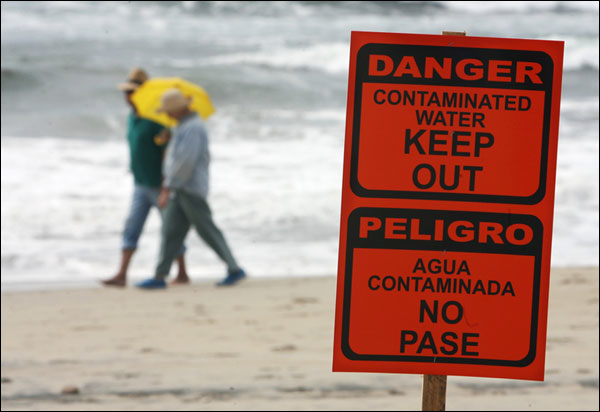 DANGER
CONTAMINATED
WATER
KEEP
OUT
PELIGRO
AGUA
CONTAMINADA
NO
PASE